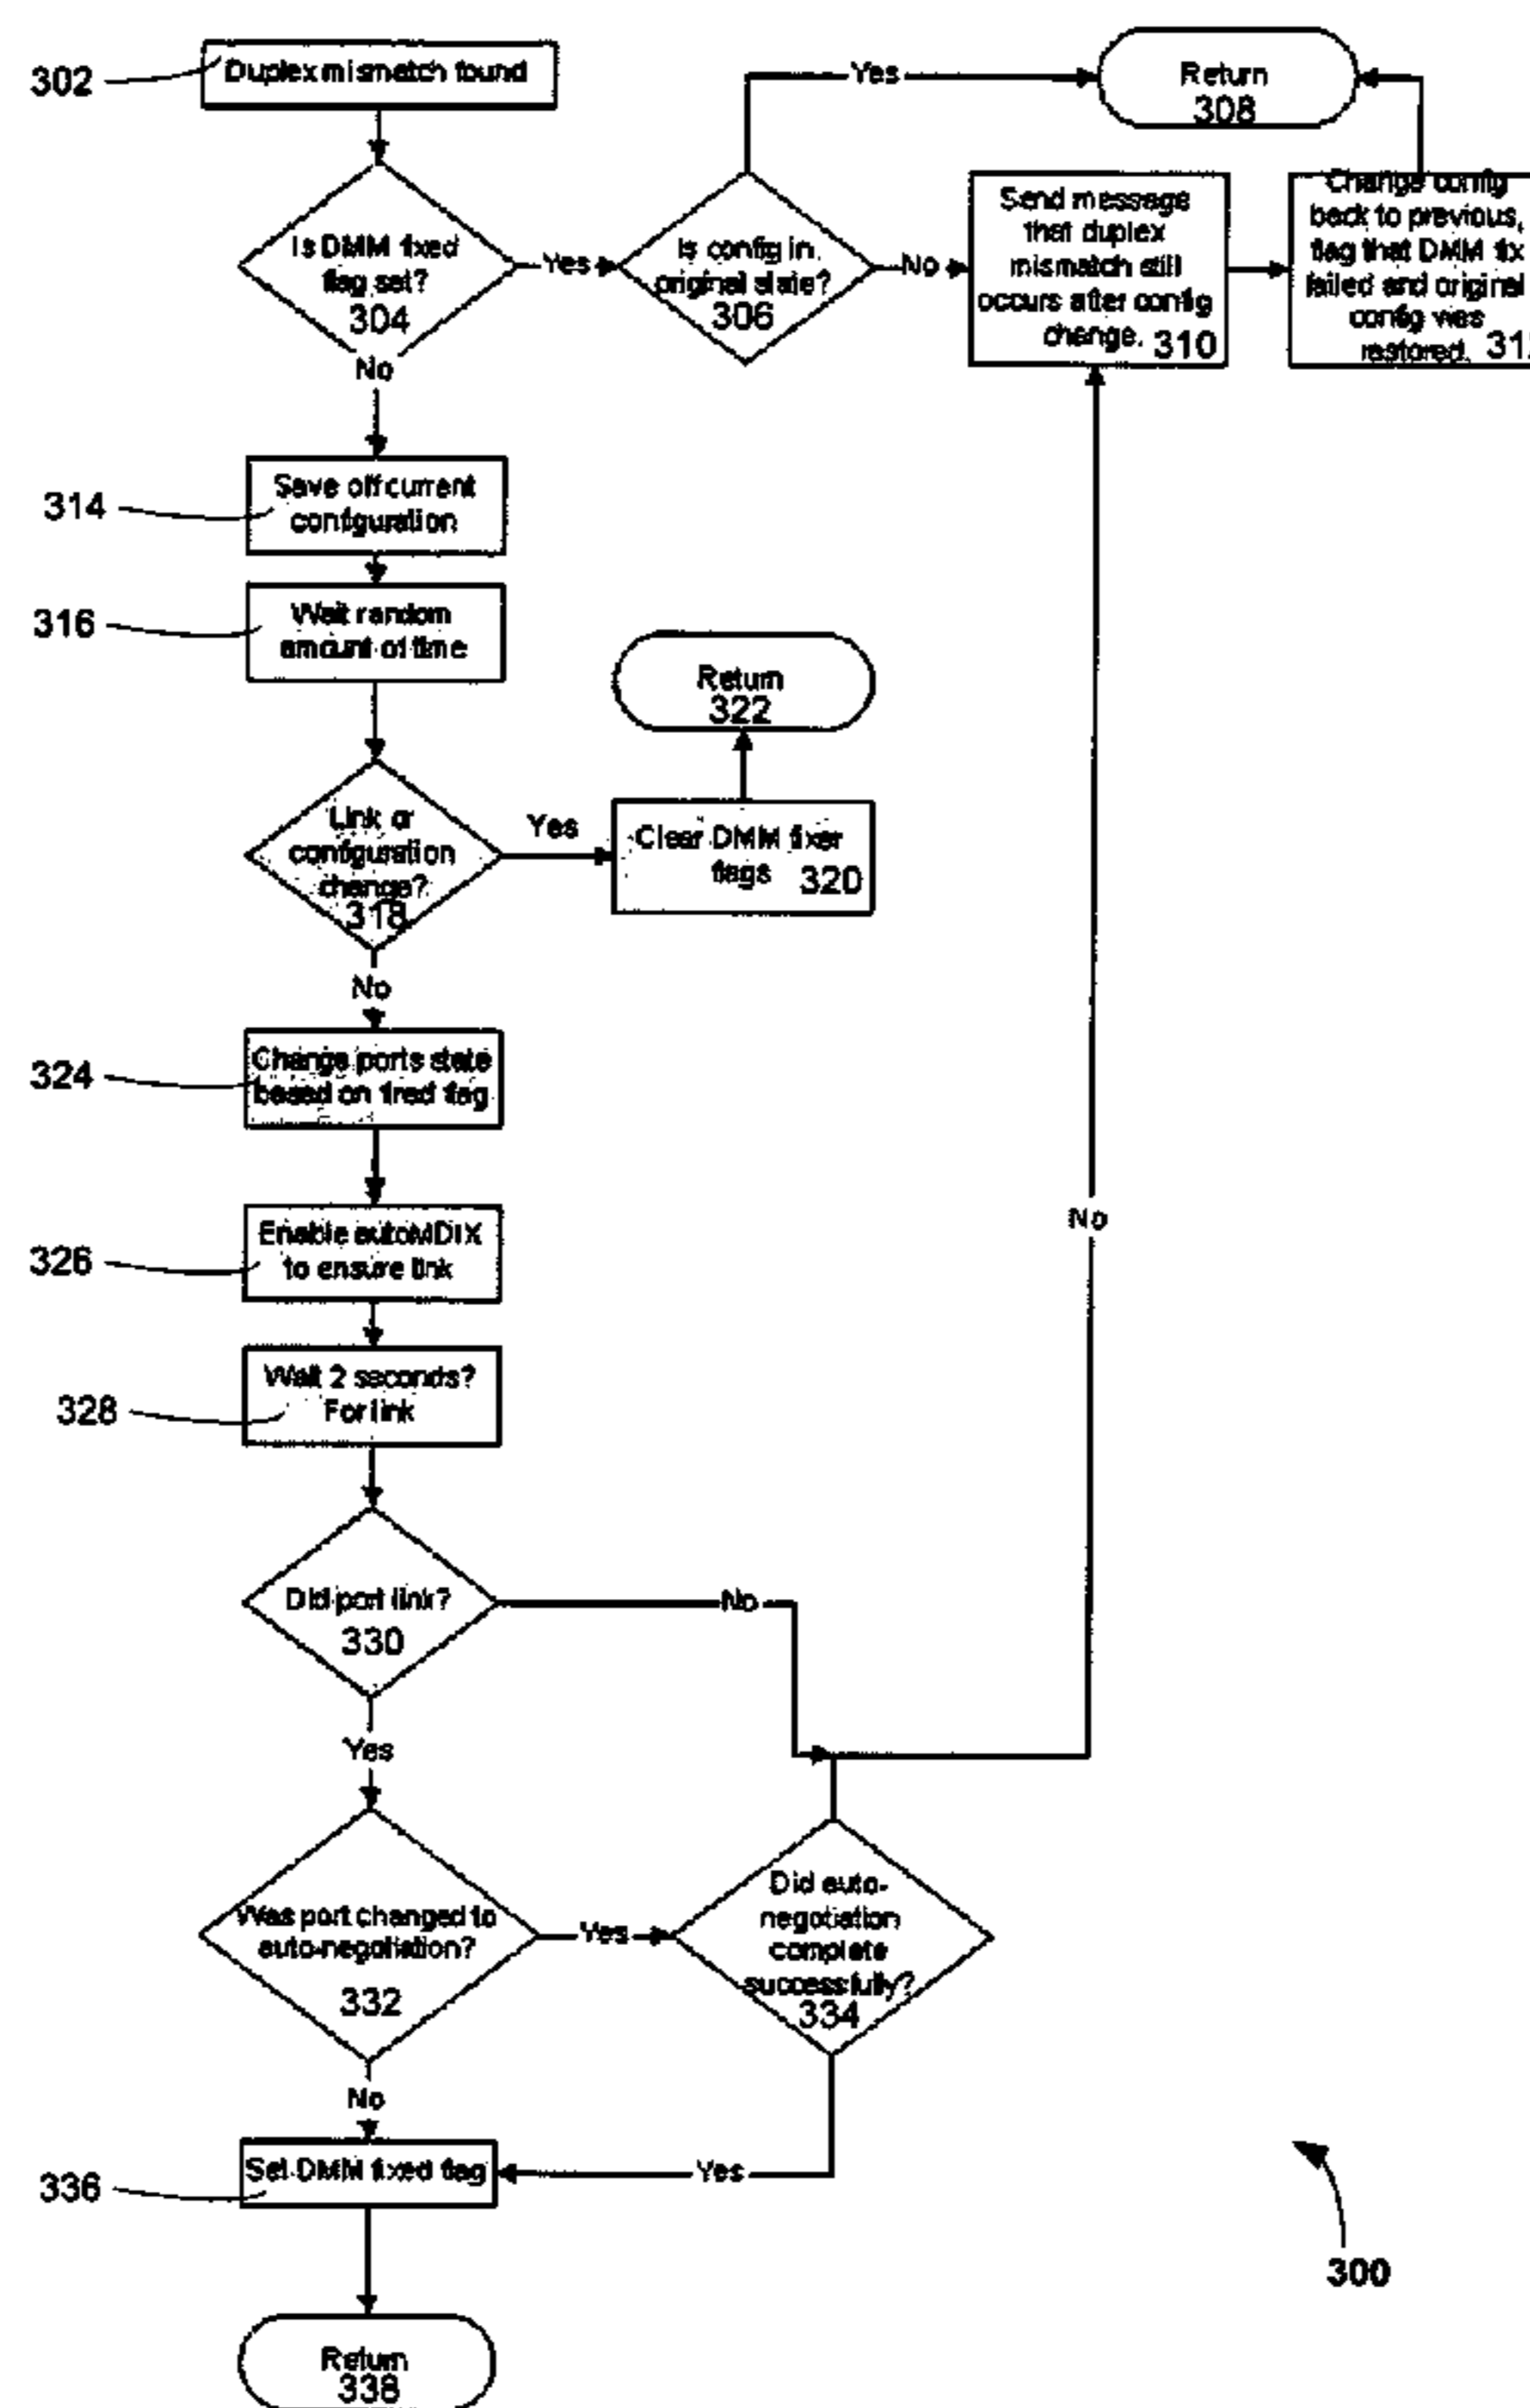 302
Duplex mismatch found
Yes
Return
308
Is DMM fixed
flag set?
304
Yes
Is config in
original state?
306
No
Send message
that duplex
mismatch still
occurs after config
change. 310
Change config
back to previous,
flag that DMM fix
failed and original
config was
restored.
No
314
Save off current
configuration
316
Wait random
amount of time
Return
322
Link or
configuration
change?
318
Yes
Clear DMM fixer
flags 320
No
324
Change ports state
based on fired flag
No
326
Enable autoMDIX
to ensure link
328
Wait 2 seconds?
For link
Did port link?
330
No
Yes
Was port changed to
auto-negotiation?
332
Yes
Did auto-
negotiation
complete
successfully?
334
No
336
Set DMM fixed flag
Yes
300
Return
338